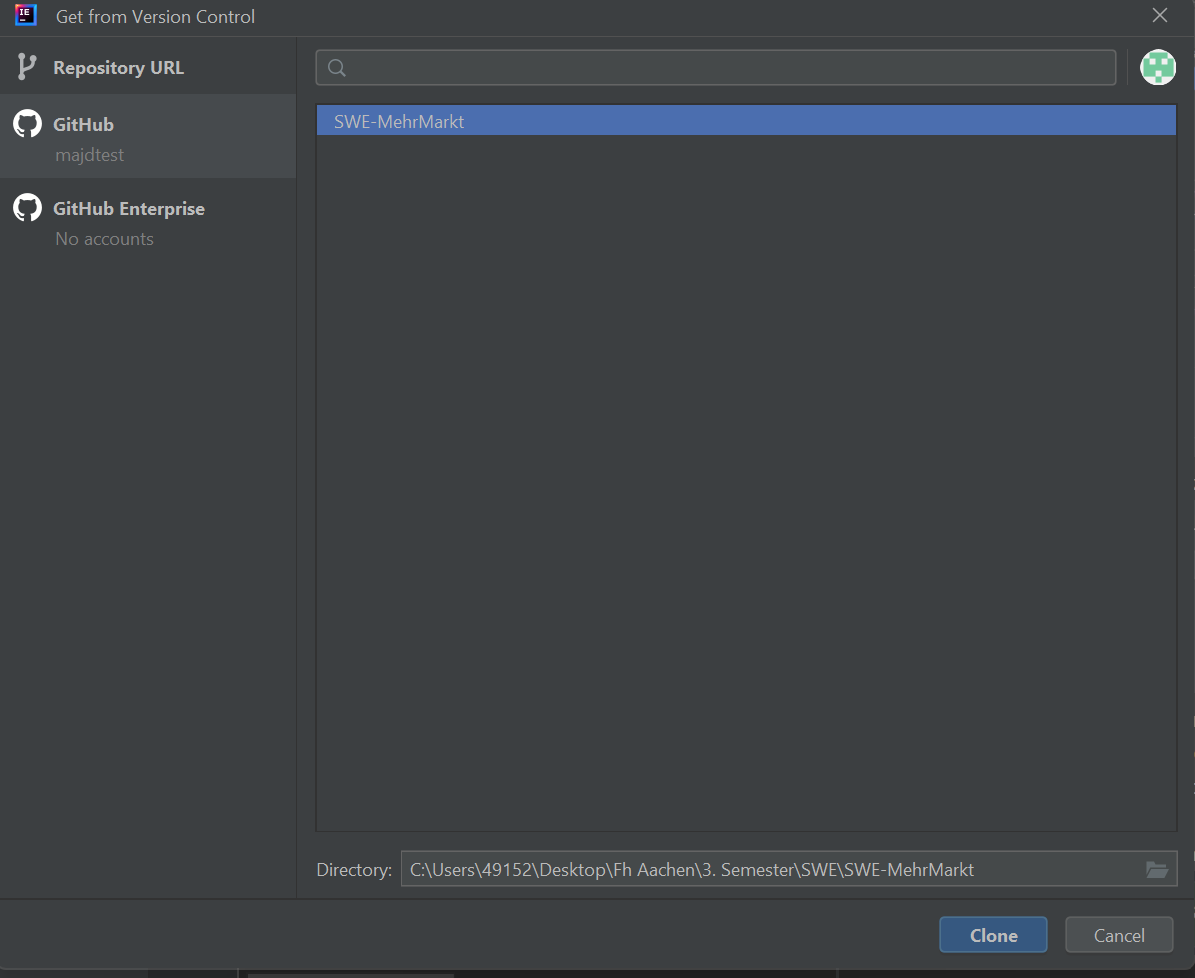 IE
Get from Version Control
Repository URL
GitHub
majdtest
GitHub Enterprise
No accounts
SWE-MehrMarkt
Directory: C:\Users\49152\Desktop\Fh Aachen\3. Semester\SWE\SWE-MehrMarkt
Clone Cancel